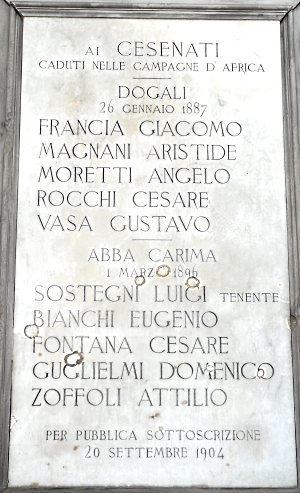 AI CESENATI
CADUTI NELLE CAMPAGNE D'AFRICA
DOGALI
26 GENNAIO 1887
FRANCIA GIACOMO
MAGNANI ARISTIDE
MORETTI ANGELO
ROCCHI CESARE
VASA GUSTAVO
ABBA CARIMA
1 MARZO 1896
SOSTEGNI LUIGI TENENTE
BIANCHI EUGENIO
FONTANA CESARE
GUGLIELMI DOMENICO
ZOFFOLI ATTILIO
PER PUBBLICA SOTTOSCRIZIONE
20 SETTEMBRE 1904